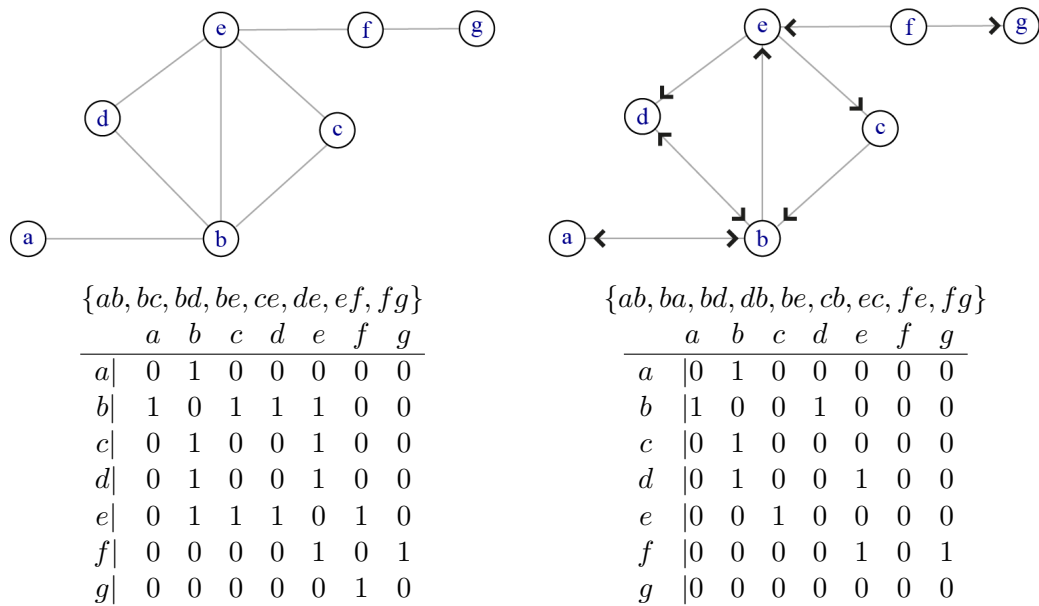 e f g
d c
a b
{ab, bc, bd, be, ce, de, ef, fg}
a b c d e f g
a| 0 1 0 0 0 0 0
b| 1 0 1 1 1 0 0
c| 0 1 0 0 1 0 0
d| 0 1 0 0 1 0 0
e| 0 1 1 1 0 1 0
f| 0 0 0 0 1 0 1
g| 0 0 0 0 0 1 0
e f g
d c
a b
{ab, ba, bd, db, be, cb, ec, fe, fg}
a b c d e f g
a |0 1 0 0 0 0 0
b |1 0 0 1 0 0 0
c |0 1 0 0 0 0 0
d |0 1 0 0 1 0 0
e |0 0 1 0 0 0 0
f |0 0 0 0 1 0 1
g |0 0 0 0 0 0 0